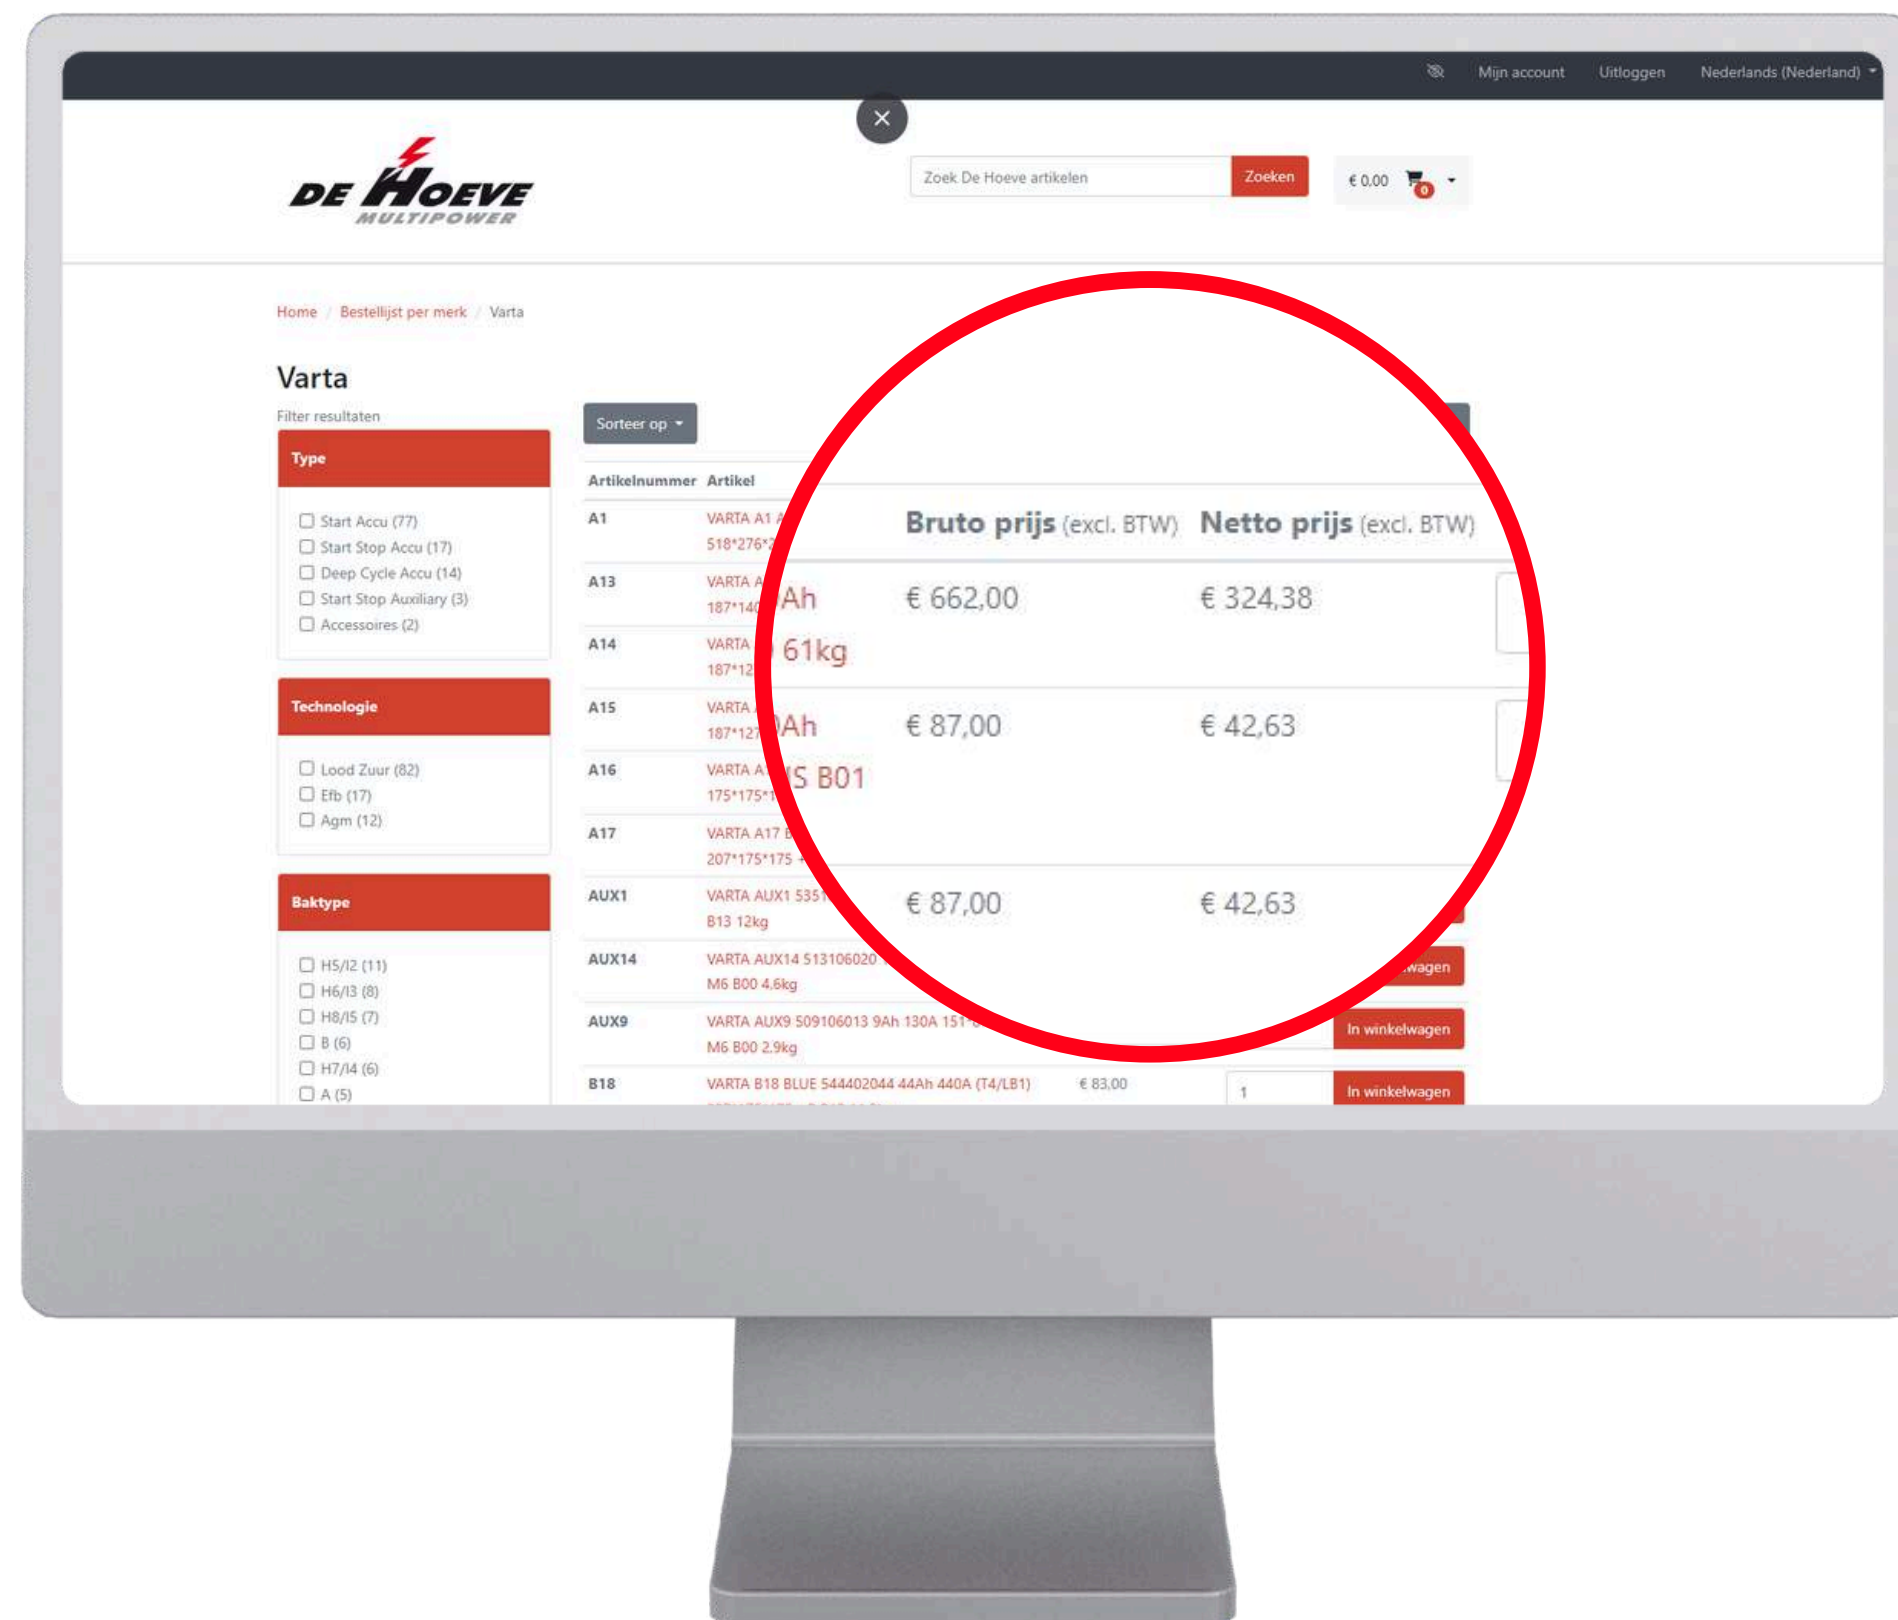 Mijn account Uitloggen Nederlands (Nederland)
DE HOEVE
MULTIPOWER
Zoek De Hoeve artikelen Zoeken € 0,00 0
Home / Bestellijst per merk / Varta
Varta
Filter resultaten
Type
Start Accu (77)
Start Stop Accu (17)
Deep Cycle Accu (14)
Start Stop Auxiliary (3)
Accessoires (2)
Technologie
Lood Zuur (82)
Efb (17)
Agm (12)
Baktype
H5/I2 (11)
H6/I3 (8)
H8/I5 (7)
B (6)
H7/I4 (6)
A (5)
Sorteer op
Artikelnummer Artikel
A1 VARTA A1
518*276*
A13 VARTA
187*140
A14 VARTA
187*12
A15 VARTA
187*127
A16 VARTA
175*175*
A17 VARTA A17
207*175*175
AUX1 VARTA AUX1 535
B13 12kg
AUX14 VARTA AUX14 513106020
M6 B00 4,6kg
AUX9 VARTA AUX9 509106013 9Ah 130A 151
M6 B00 2,9kg In winkelwagen
B18 VARTA B18 BLUE 544402044 44Ah 440A (T4/LB1) € 83,00 1 In winkelwagen
Bruto prijs (excl. BTW) Netto prijs (excl. BTW)
Ah € 662,00 € 324,38
61kg
Ah € 87,00 € 42,63
B01
€ 87,00 € 42,63
wagen